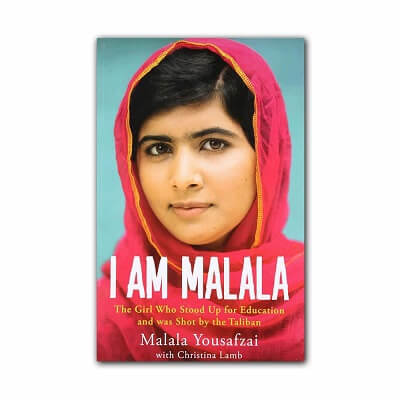 I AM MALALA
The Girl Who Stood Up for Education
and was Shot by the Taliban
Malala Yousafzai
with Christina Lamb